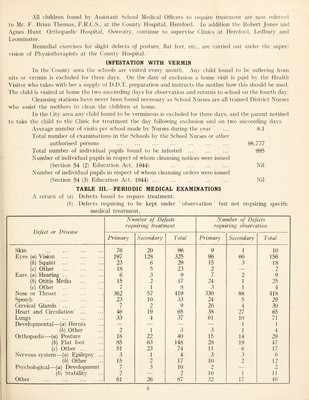 All children found by Assistant School Medical Officers to require treatment are now referred
to Mr. F. Brian Thomas, F.R.C.S., at the County Hospital, Hereford. In addition the Robert Jones and
Agnes Hunt Orthopaedic Hospital, Oswestry, continue to supervise Clinics at Hereford, Ledbury and
Leominster.
Remedial exercises for slight defects of posture, flat feet, etc., are carried out under the super-
vision of Physiotherapists at the County Hospital.
INFESTATION WITH VERMIN
In the County area the schools are visited every month. Any child found to be suffering from
nits or vermin is excluded for three days. On the date of exclusion a home visit is paid by the Health
Visitor who takes with her a supply of D.D.T. preparation and instructs the mother how this should be used.
The child is visited at home the two succeeding days for observation and returns to school on the fourth day.
Cleansing stations have never been found necessary as School Nurses are all trained District Nurses
who assist the mothers to clean the children at home.
In the City area any child found to be verminous is excluded for three days, and the parent notified
to take the child to the Clinic for treatment the day following exclusion and on two succeeding days.
Average number of visits per school made by Nurses during the year ... 8.1
Total number of examinations in the Schools by the School Nurses or other
authorised persons ... 98,777
Total number of individual pupils found to be infested ... 995
Number of individual pupils in respect of whom cleansing notices were issued
(Section 54 (2) Education Act, 1944) ... Nil
Number of individual pupils in respect of whom cleansing orders were issued
(Section 54 (3) Education Act, 1944) ... Nil
TABLE III.—PERIODIC MEDICAL EXAMINATIONS
A return of (a) Defects found to require treatment.
(b) Defects requiring to be kept under 'observation' but not requiring specific
medical treatment.
Defect or Disease
Number of Defects requiring treatment
Number of Defects requiring observation
Primary Secondary Total Primary Secondary Total
Skin 76 20 96 9 1 10
Eyes (a) Vision 197 128 325 96 60 156
(b) Squint 23 6 29 15 3 18
(c) Other 18 5 23 2 — 2
Ears (a) Hearing 6 3 9 7 2 9
(b) Otitis Media 15 2 17 24 1 25
(c) Other 7 1 8 3 1 4
Nose or Throat 362 57 419 330 88 418
Speech 23 10 33 24 5 29
Cervical Glands 7 2 9 26 4 30
Heart and Circulation 46 19 65 38 27 65
Lungs 33 4 37 61 10 71
Developmental—(a) Hernia — — — 1 — 1
(b) Other 2 1 3 3 1 4
Orthopaedic—(a) Posture 18 22 40 15 14 29
(b) Flat feet 85 63 148 28 19 47
(c) Other 51 23 74 11 6 17
Nervous system—(a) Epilepsy 3 1 4 3 3 6
(b) Other 15 2 17 10 2 12
Psychological—(a) Development 7 3 10 2 — 2
(b) Stability 2 — 2 10 1 11
Other 61 26 87 32 17 49
8